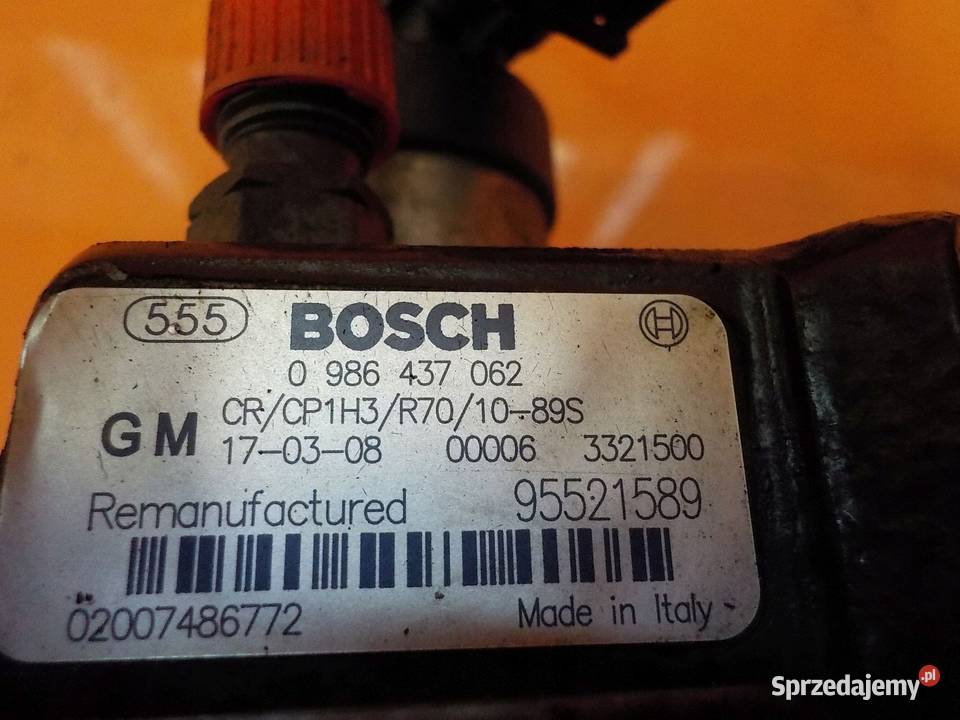 555 BOSCH
0 986 437 062
CR/CP1H3/R70/10-89S
GM
17-03-08 00006 3321500
Remanufactured 95521589
02007486772 Made in Italy
Sprzedajemy.pl